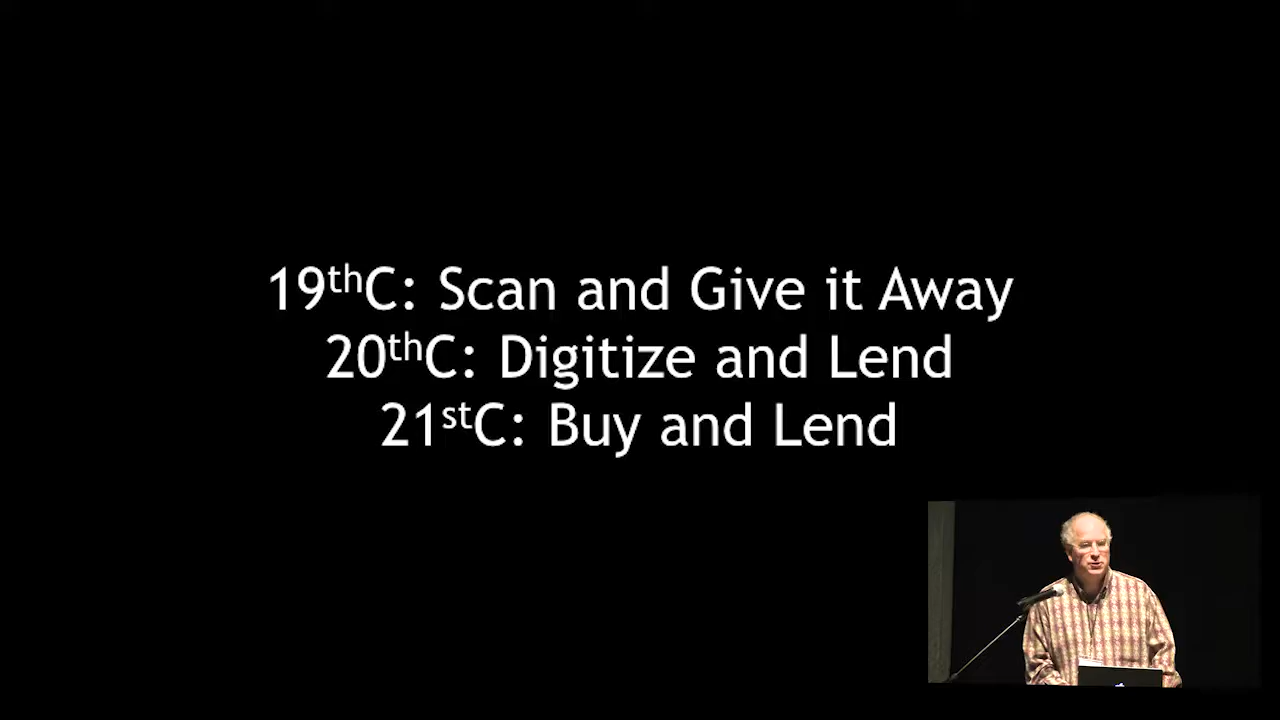 19thC: Scan and Give it Away
20thC: Digitize and Lend
21stC: Buy and Lend